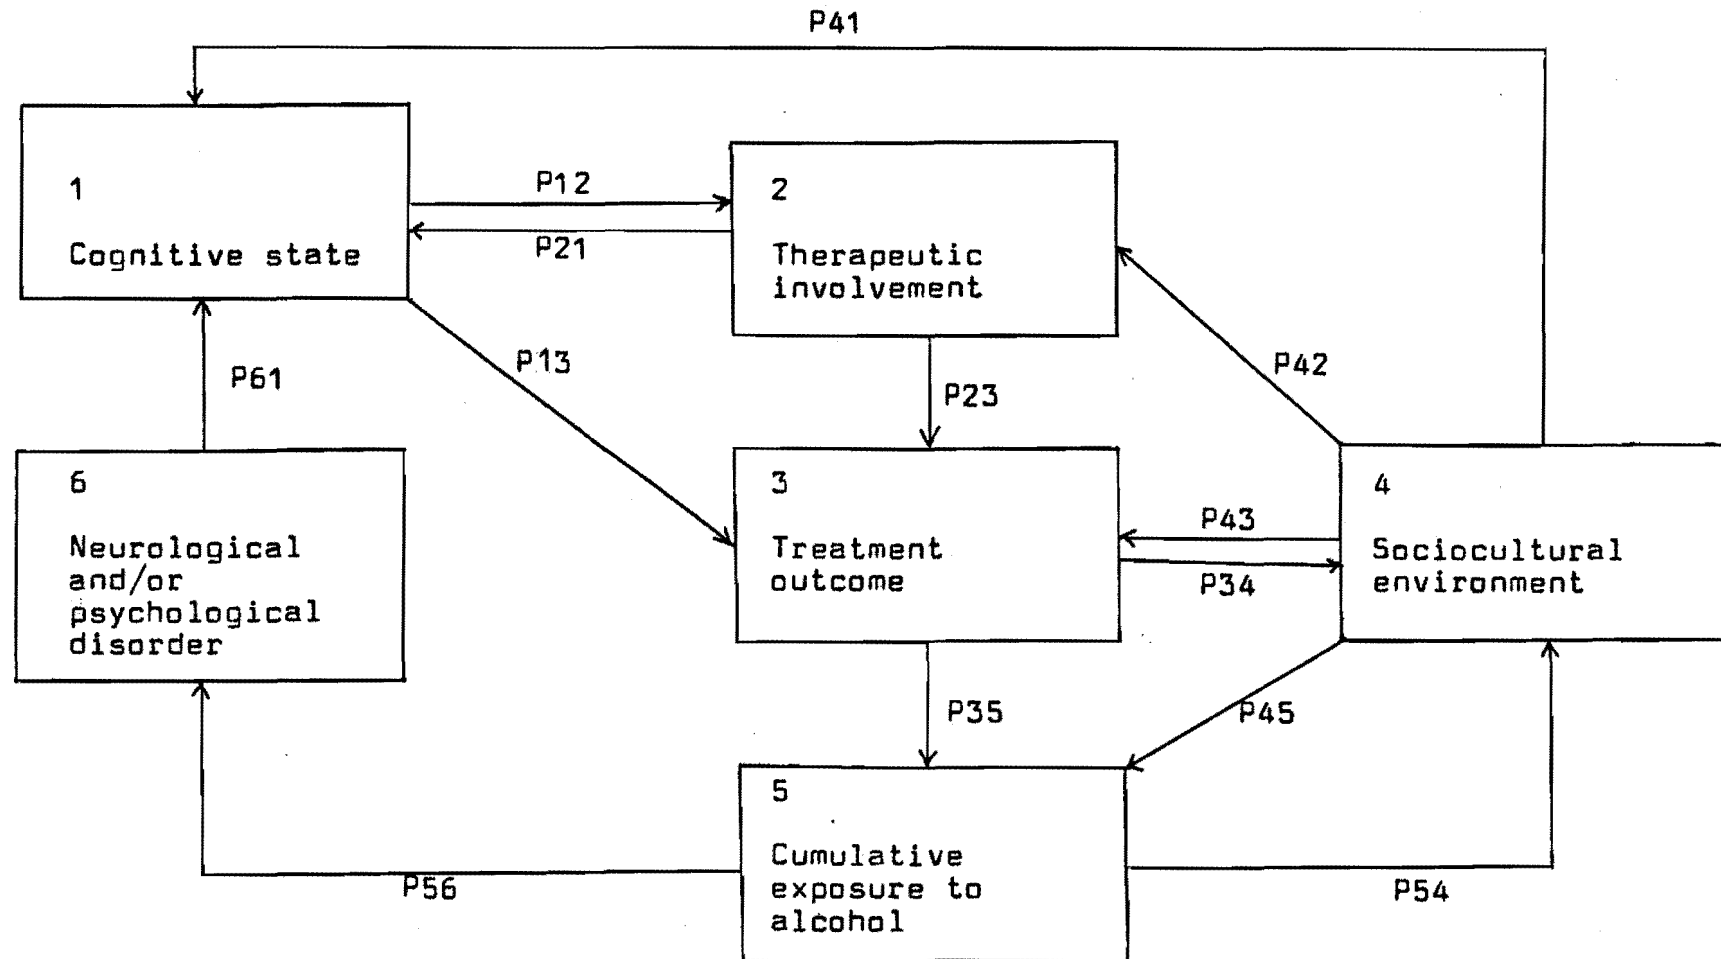 P41
1
Cognitive state
P12
P21
2
Therapeutic
involvement
P61
P13
P23
P42
6
Neurological
and/or
psychological
disorder
3
Treatment
outcome
P43
P34
4
Sociocultural
environment
P35
P45
5
Cumulative
exposure to
alcohol
P56
P54